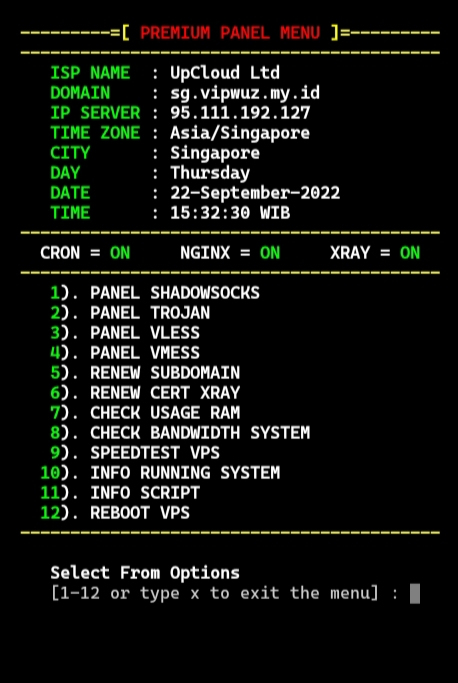 =[ PREMIUM PANEL MENU ]=
ISP NAME : UpCloud Ltd
DOMAIN : sg.vipwuz.my.id
IP SERVER : 95.111.192.127
TIME ZONE : Asia/Singapore
CITY : Singapore
DAY : Thursday
DATE : 22-September-2022
TIME : 15:32:30 WIB
CRON = ON NGINX = ON XRAY = ON
1). PANEL SHADOWSOCKS
2). PANEL TROJAN
3). PANEL VLESS
4). PANEL VMESS
5). RENEW SUBDOMAIN
6). RENEW CERT XRAY
7). CHECK USAGE RAM
8). CHECK BANDWIDTH SYSTEM
9). SPEEDTEST VPS
10). INFO RUNNING SYSTEM
11). INFO SCRIPT
12). REBOOT VPS
Select From Options
[1-12 or type x to exit the menu] :